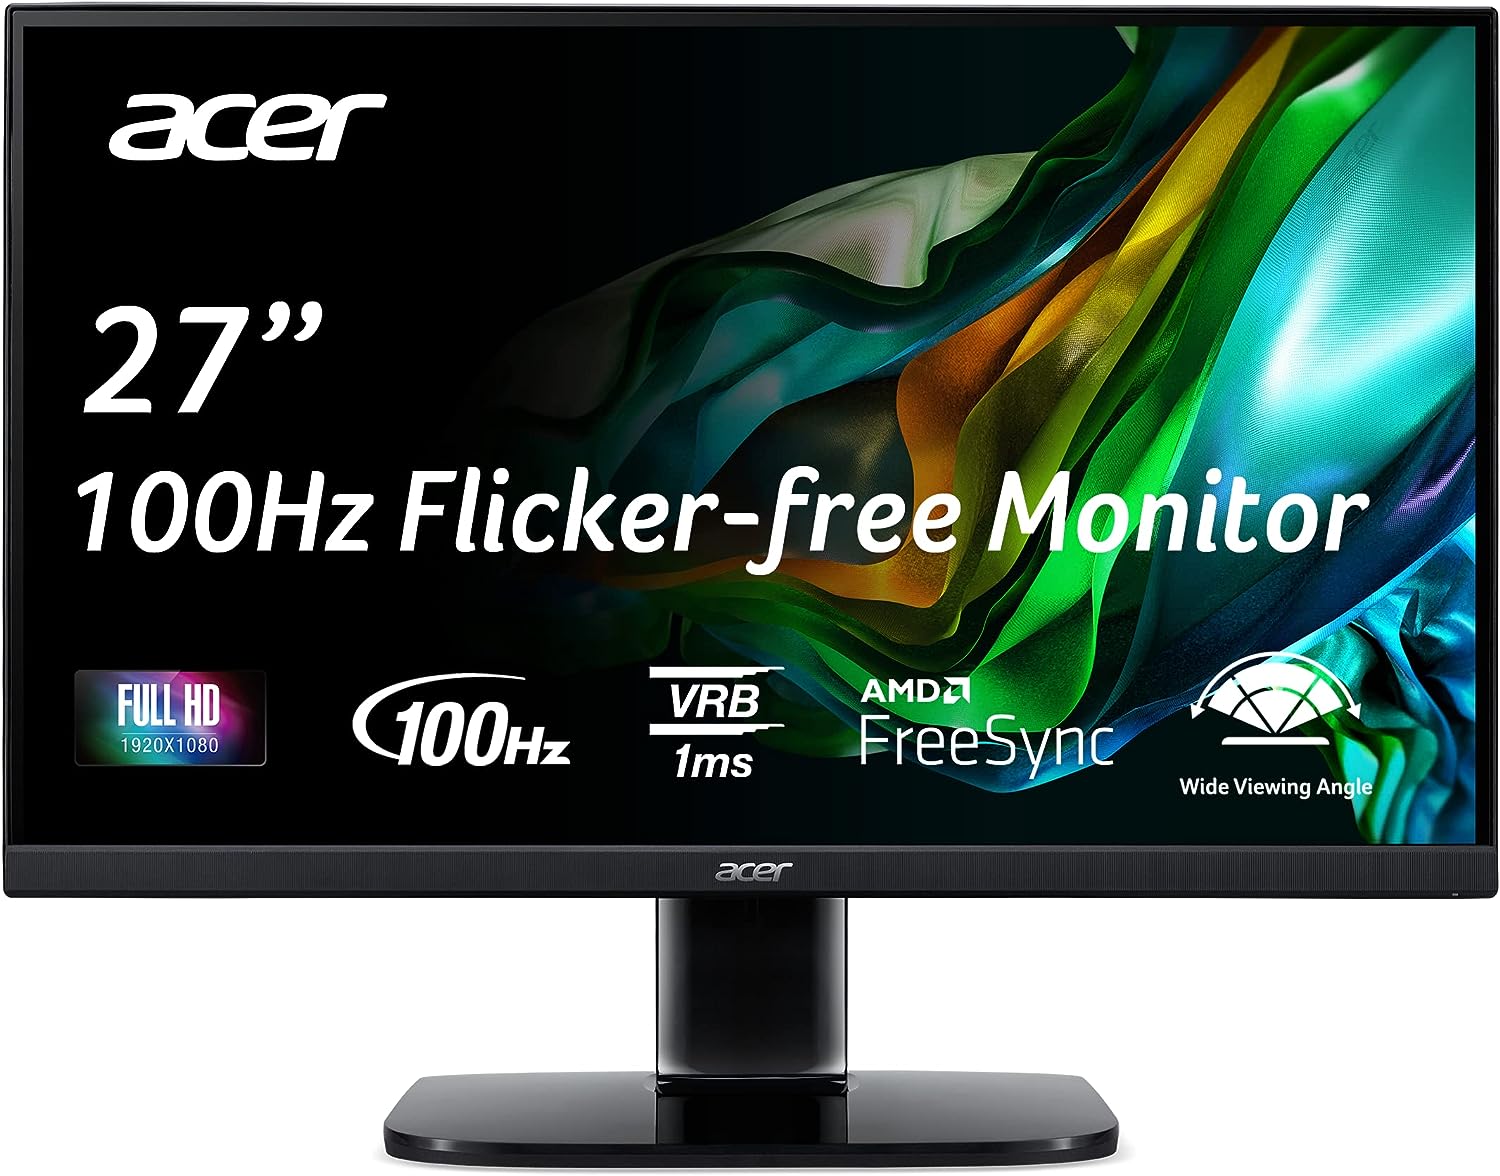 acer
27”
100Hz Flicker-free Monitor
FULL HD
1920X1080
100Hz
VRB
1ms
AMD
FreeSync
Wide Viewing Angle
acer